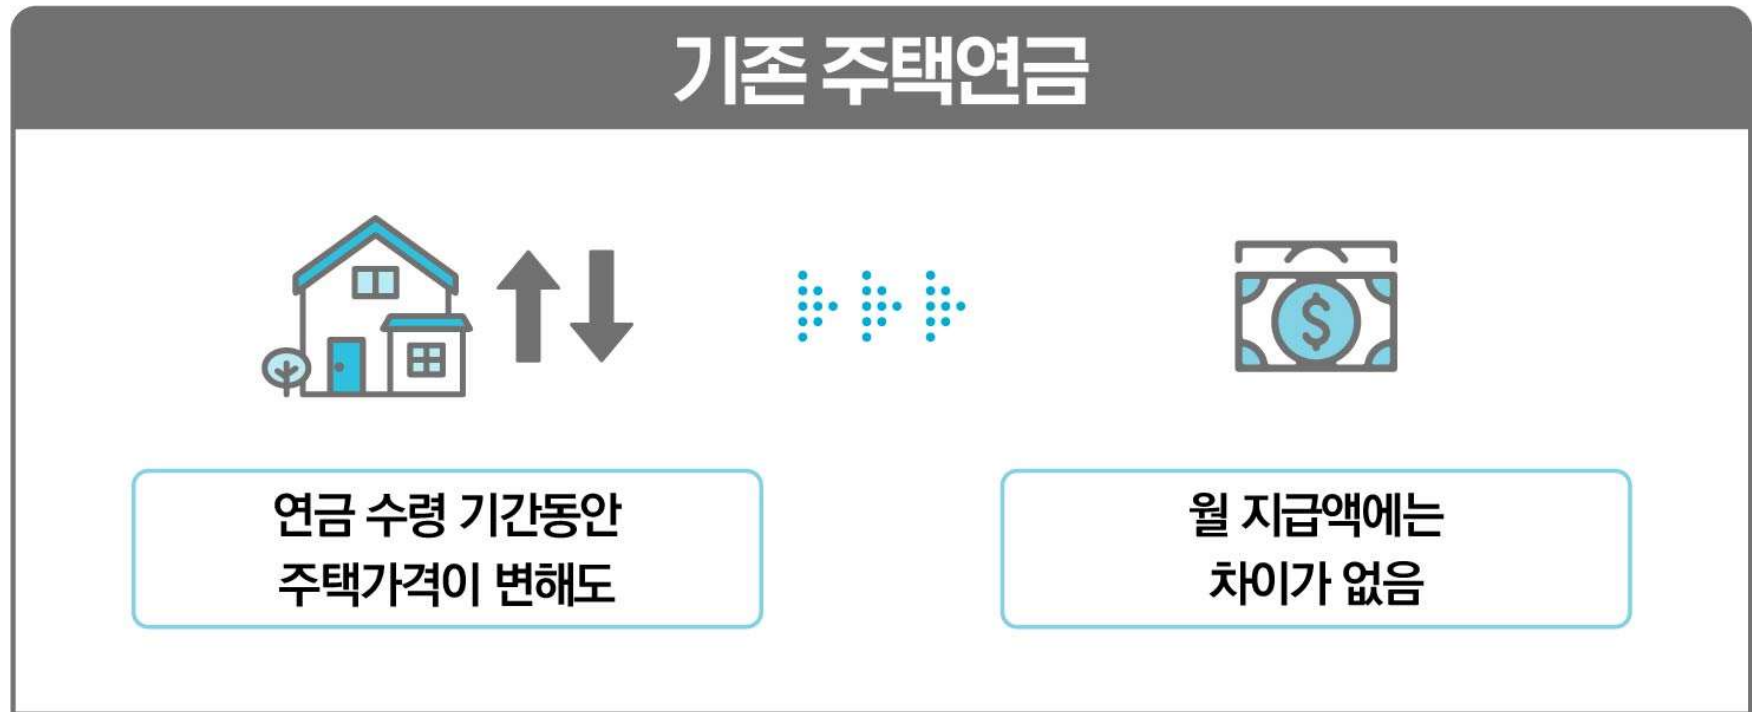 기존 주택연금
연금 수령 기간동안
주택가격이 변해도
월 지급액에는
차이가 없음